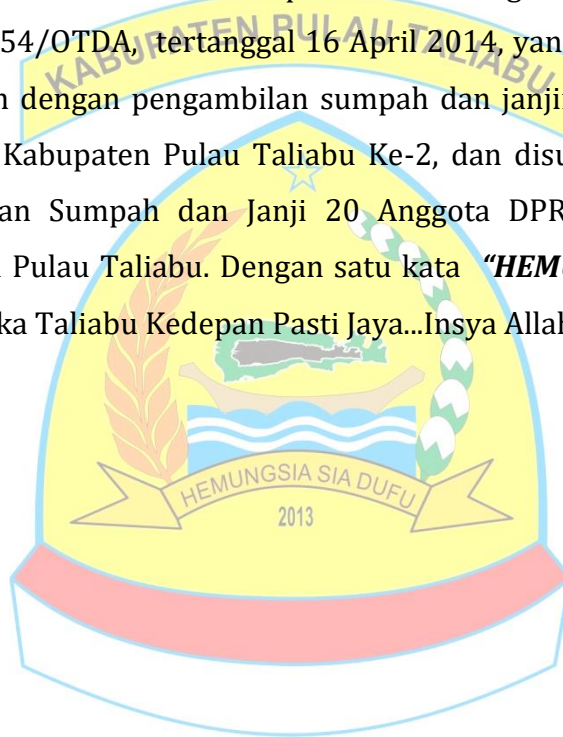 KABUPATEN PULAU TALIABU
54/OTDA, tertanggal 16 April 2014, yan
n dengan pengambilan sumpah dan janji
Kabupaten Pulau Taliabu Ke-2, dan disu
an Sumpah dan Janji 20 Anggota DPR
Pulau Taliabu. Dengan satu kata “HEMU
ka Taliabu Kedepan Pasti Jaya...Insya Allah
HEMUNGSIA SIA DUFU
2013